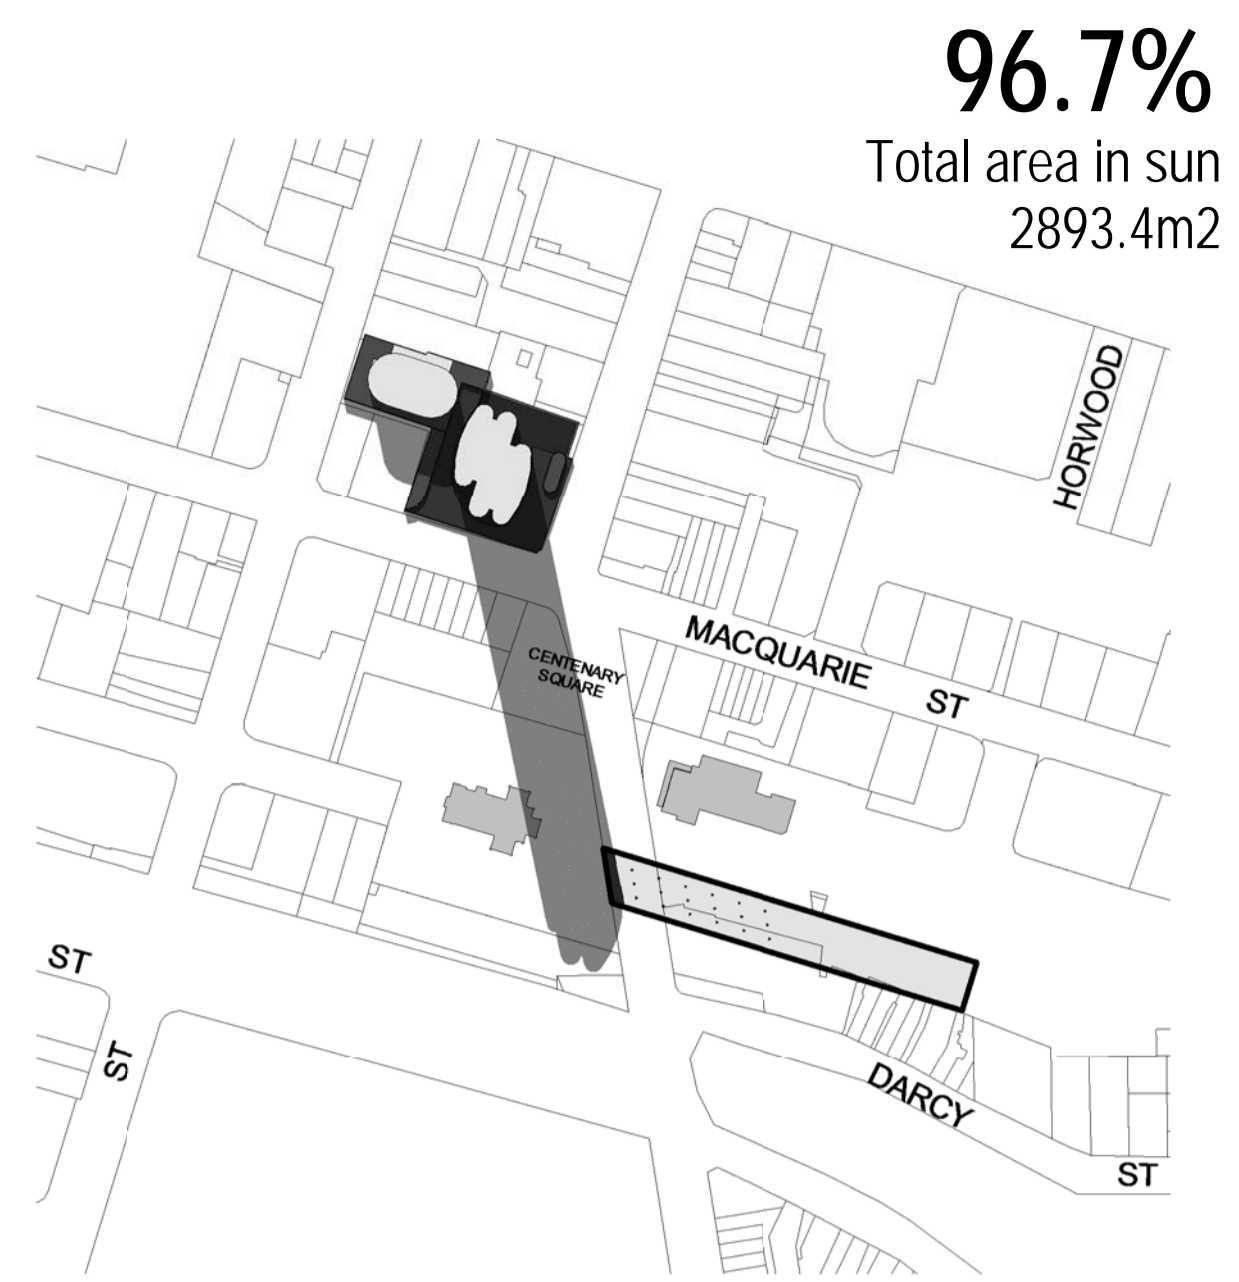 96.7%
Total area in sun
2893.4m2
HORWOOD
MACQUARIE ST
CENTENARY
SQUARE
ST
ST
DARCY
ST